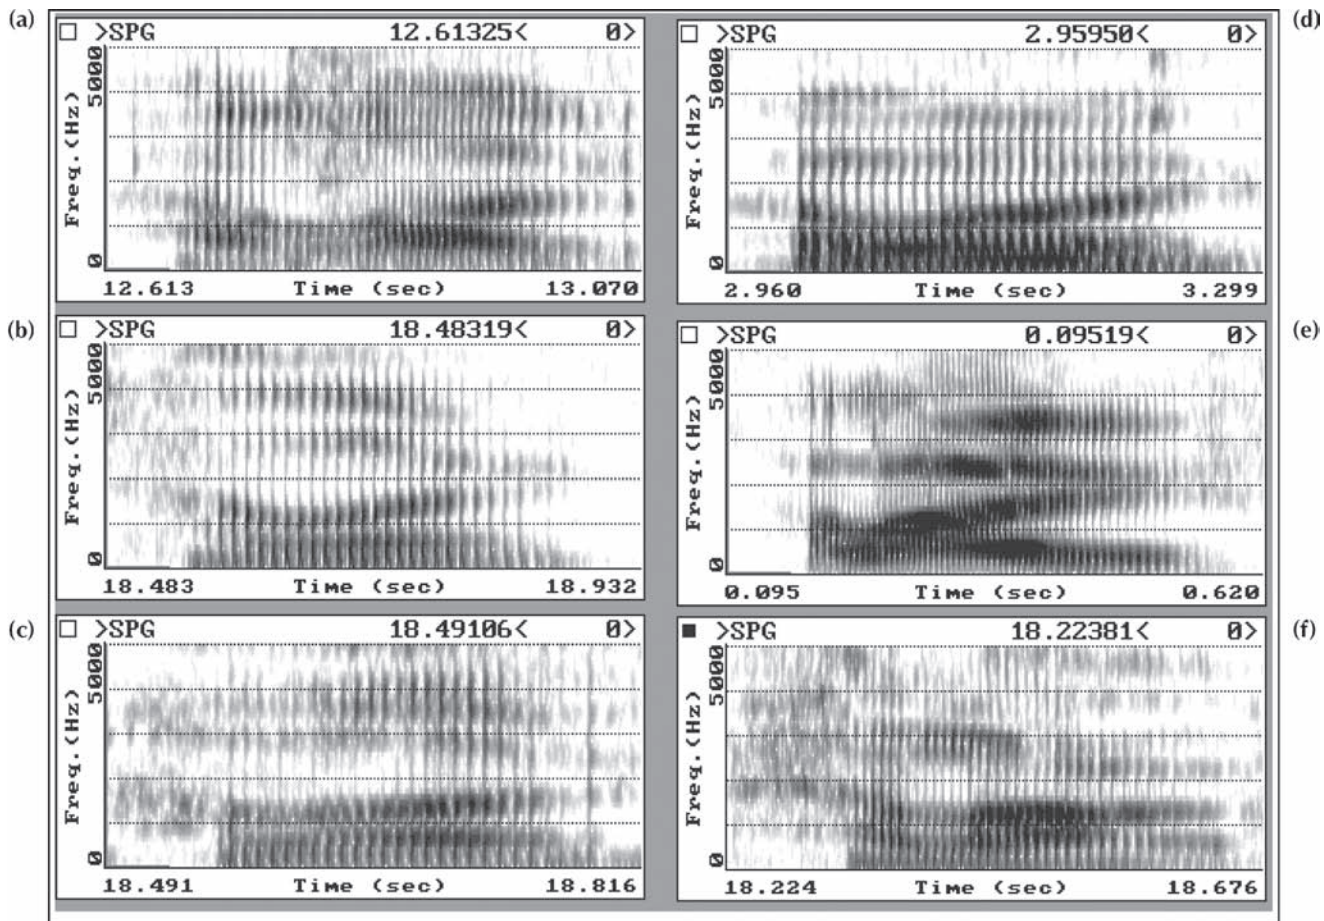 (a)
>SPG 12.61325< 0>
5000
Freq.(Hz)
0
12.613 Time (sec) 13.070
(b)
>SPG 18.48319< 0>
5000
Freq.(Hz)
0
18.483 Time (sec) 18.932
(c)
>SPG 18.49106< 0>
5000
Freq.(Hz)
0
18.491 Time (sec) 18.816
(d)
>SPG 2.95950< 0>
5000
Freq.(Hz)
0
2.960 Time (sec) 3.299
(e)
>SPG 0.09519< 0>
5000
Freq.(Hz)
0
0.095 Time (sec) 0.620
(f)
>SPG 18.22381< 0>
5000
Freq.(Hz)
0
18.224 Time (sec) 18.676